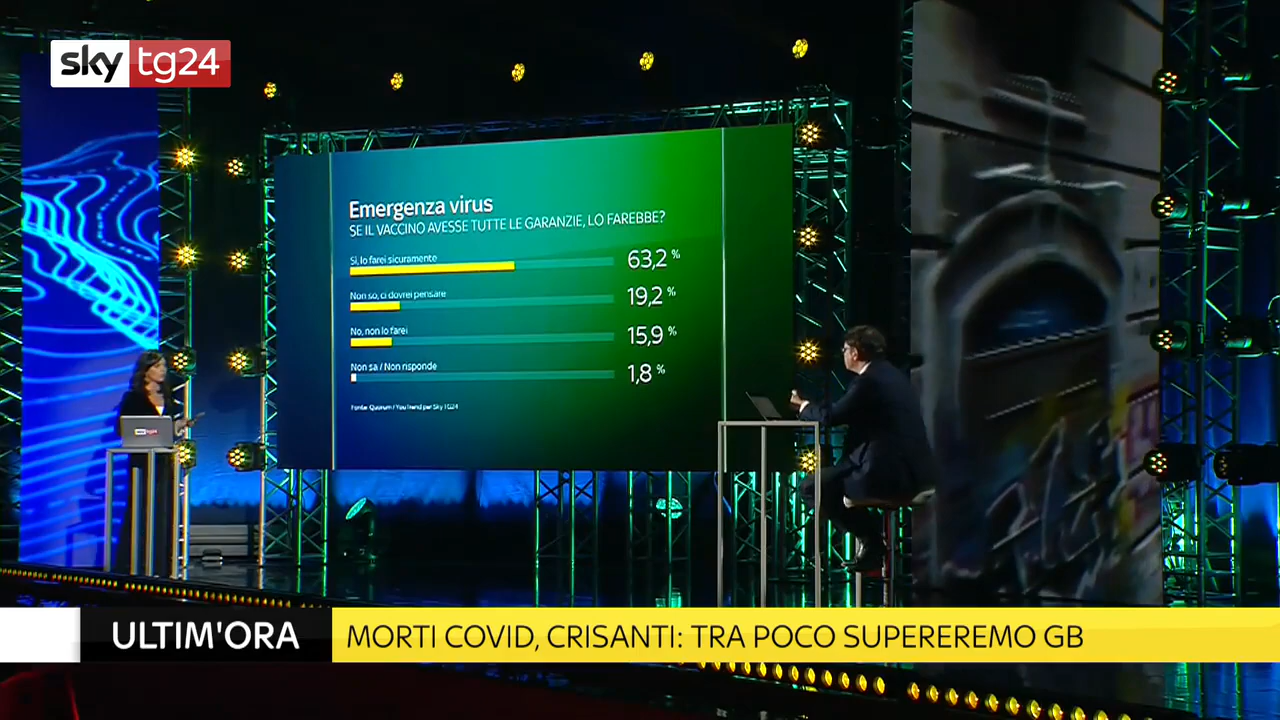 sky tg24
Emergenza virus
SE IL VACCINO AVESSE TUTTE LE GARANZIE, LO FAREBBE?
Sì, lo farei sicuramente 63,2 %
Non so, ci dovrei pensare 19,2 %
No, non lo farei 15,9 %
Non sa / Non risponde 1,8 %
Fonte: Quorum / YouTrend per Sky TG24
sky tg24
ULTIM'ORA MORTI COVID, CRISANTI: TRA POCO SUPEREREMO GB